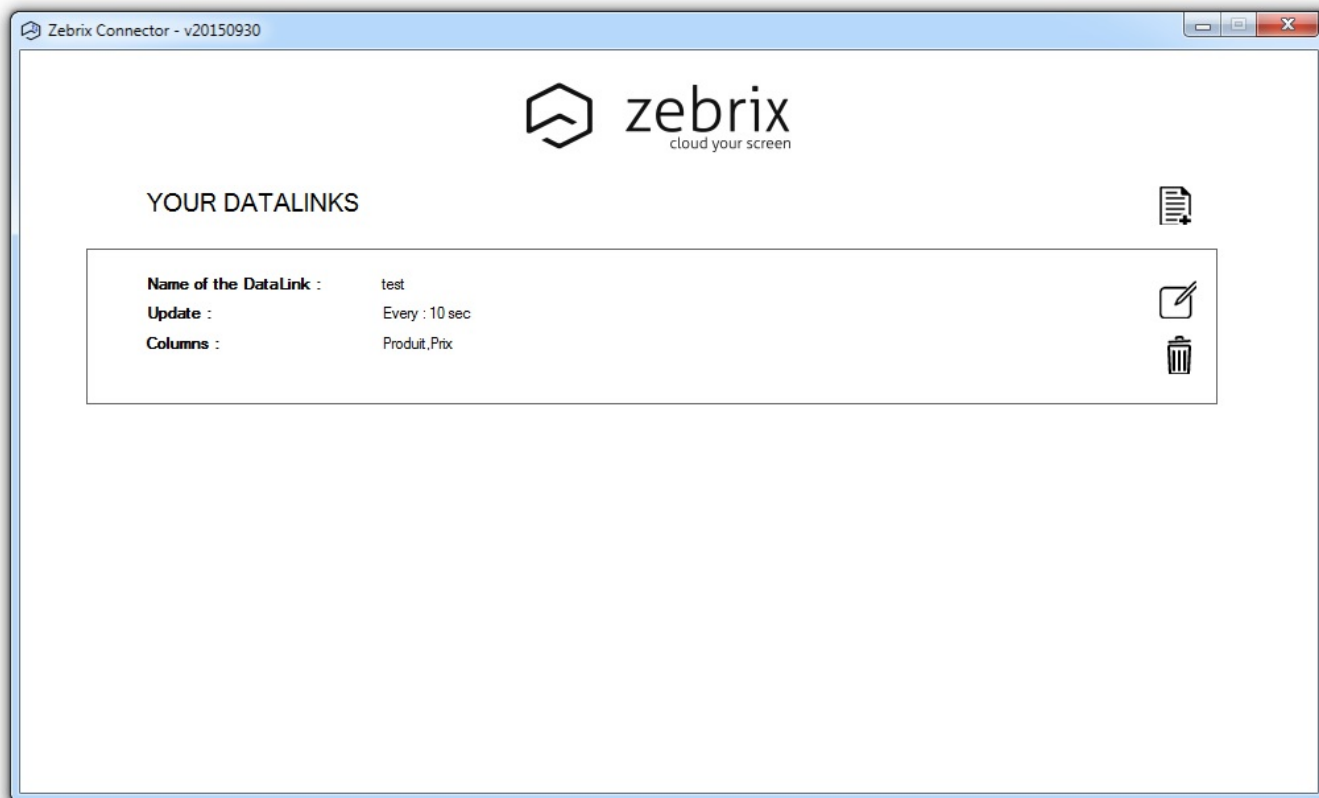 Zebrix Connector - v20150930
zebrix
cloud your screen
YOUR DATALINKS
Name of the DataLink : test
Update : Every : 10 sec
Columns : Produit,Prix